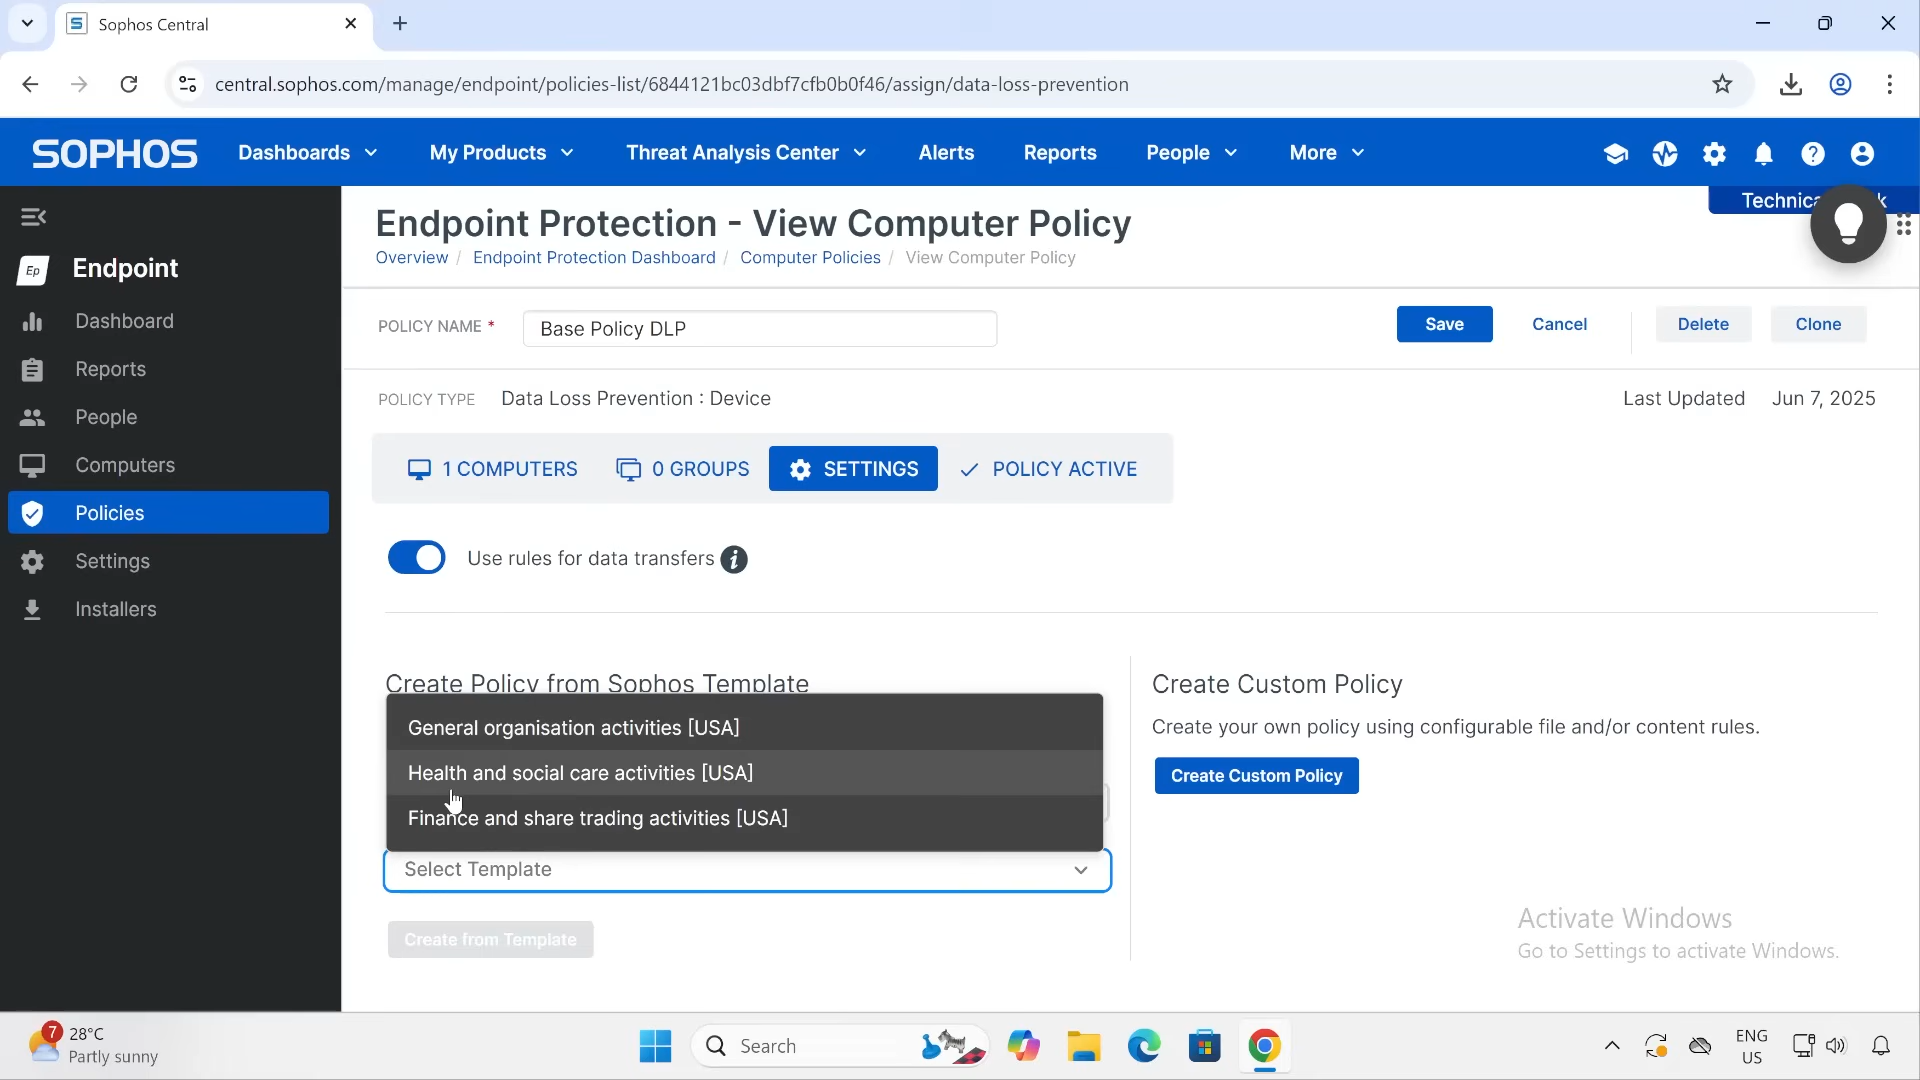 Sophos Central
central.sophos.com/manage/endpoint/policies-list/6844121bc03dbf7cfb0b0f46/assign/data-loss-prevention
SOPHOS
Dashboards
My Products
Threat Analysis Center
Alerts
Reports
People
More
Ep
Endpoint
Dashboard
Reports
People
Computers
Policies
Settings
Installers
Endpoint Protection - View Computer Policy
Overview / Endpoint Protection Dashboard / Computer Policies / View Computer Policy
POLICY NAME *
Base Policy DLP
Save
Cancel
Delete
Clone
POLICY TYPE
Data Loss Prevention : Device
Last Updated
Jun 7, 2025
1 COMPUTERS
0 GROUPS
SETTINGS
POLICY ACTIVE
Use rules for data transfers
Create Policy from Sophos Template
General organisation activities [USA]
Health and social care activities [USA]
Finance and share trading activities [USA]
Select Template
Create from Template
Create Custom Policy
Create your own policy using configurable file and/or content rules.
Create Custom Policy
Activate Windows
Go to Settings to activate Windows.
7
28°C
Partly sunny
Search
ENG
US